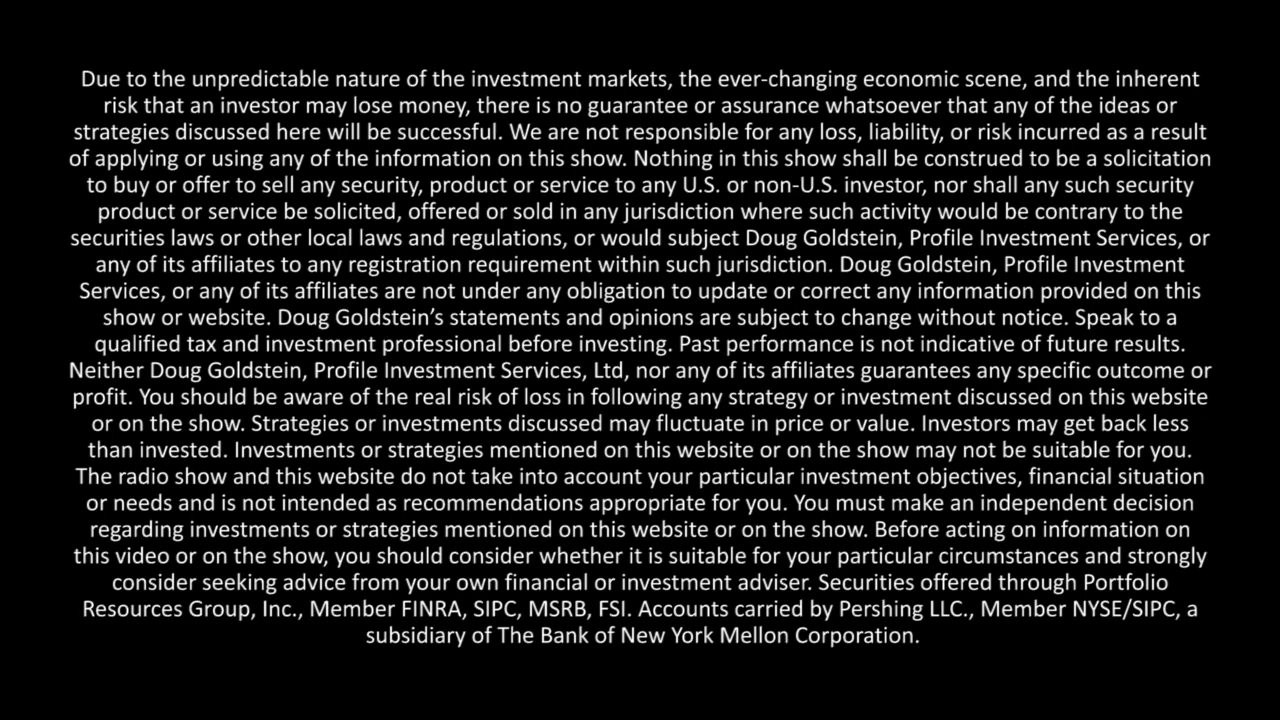 Due to the unpredictable nature of the investment markets, the ever-changing economic scene, and the inherent
risk that an investor may lose money, there is no guarantee or assurance whatsoever that any of the ideas or
strategies discussed here will be successful. We are not responsible for any loss, liability, or risk incurred as a result
of applying or using any of the information on this show. Nothing in this show shall be construed to be a solicitation
to buy or offer to sell any security, product or service to any U.S. or non-U.S. investor, nor shall any such security
product or service be solicited, offered or sold in any jurisdiction where such activity would be contrary to the
securities laws or other local laws and regulations, or would subject Doug Goldstein, Profile Investment Services, or
any of its affiliates to any registration requirement within such jurisdiction. Doug Goldstein, Profile Investment
Services, or any of its affiliates are not under any obligation to update or correct any information provided on this
show or website. Doug Goldstein’s statements and opinions are subject to change without notice. Speak to a
qualified tax and investment professional before investing. Past performance is not indicative of future results.
Neither Doug Goldstein, Profile Investment Services, Ltd, nor any of its affiliates guarantees any specific outcome or
profit. You should be aware of the real risk of loss in following any strategy or investment discussed on this website
or on the show. Strategies or investments discussed may fluctuate in price or value. Investors may get back less
than invested. Investments or strategies mentioned on this website or on the show may not be suitable for you.
The radio show and this website do not take into account your particular investment objectives, financial situation
or needs and is not intended as recommendations appropriate for you. You must make an independent decision
regarding investments or strategies mentioned on this website or on the show. Before acting on information on
this video or on the show, you should consider whether it is suitable for your particular circumstances and strongly
consider seeking advice from your own financial or investment adviser. Securities offered through Portfolio
Resources Group, Inc., Member FINRA, SIPC, MSRB, FSI. Accounts carried by Pershing LLC., Member NYSE/SIPC, a
subsidiary of The Bank of New York Mellon Corporation.